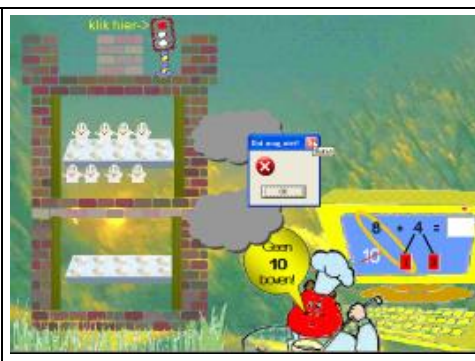 klik hier->
Dat mag niet!
OK
8 + 4 =
10
Geen
10
boven!